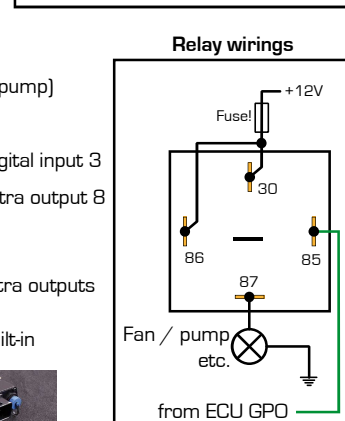 Relay wirings
pump)
+12V
Fuse!
gital input 3
tra output 8
30
86
85
tra outputs
87
ilt-in
Fan / pump
etc.
from ECU GPO